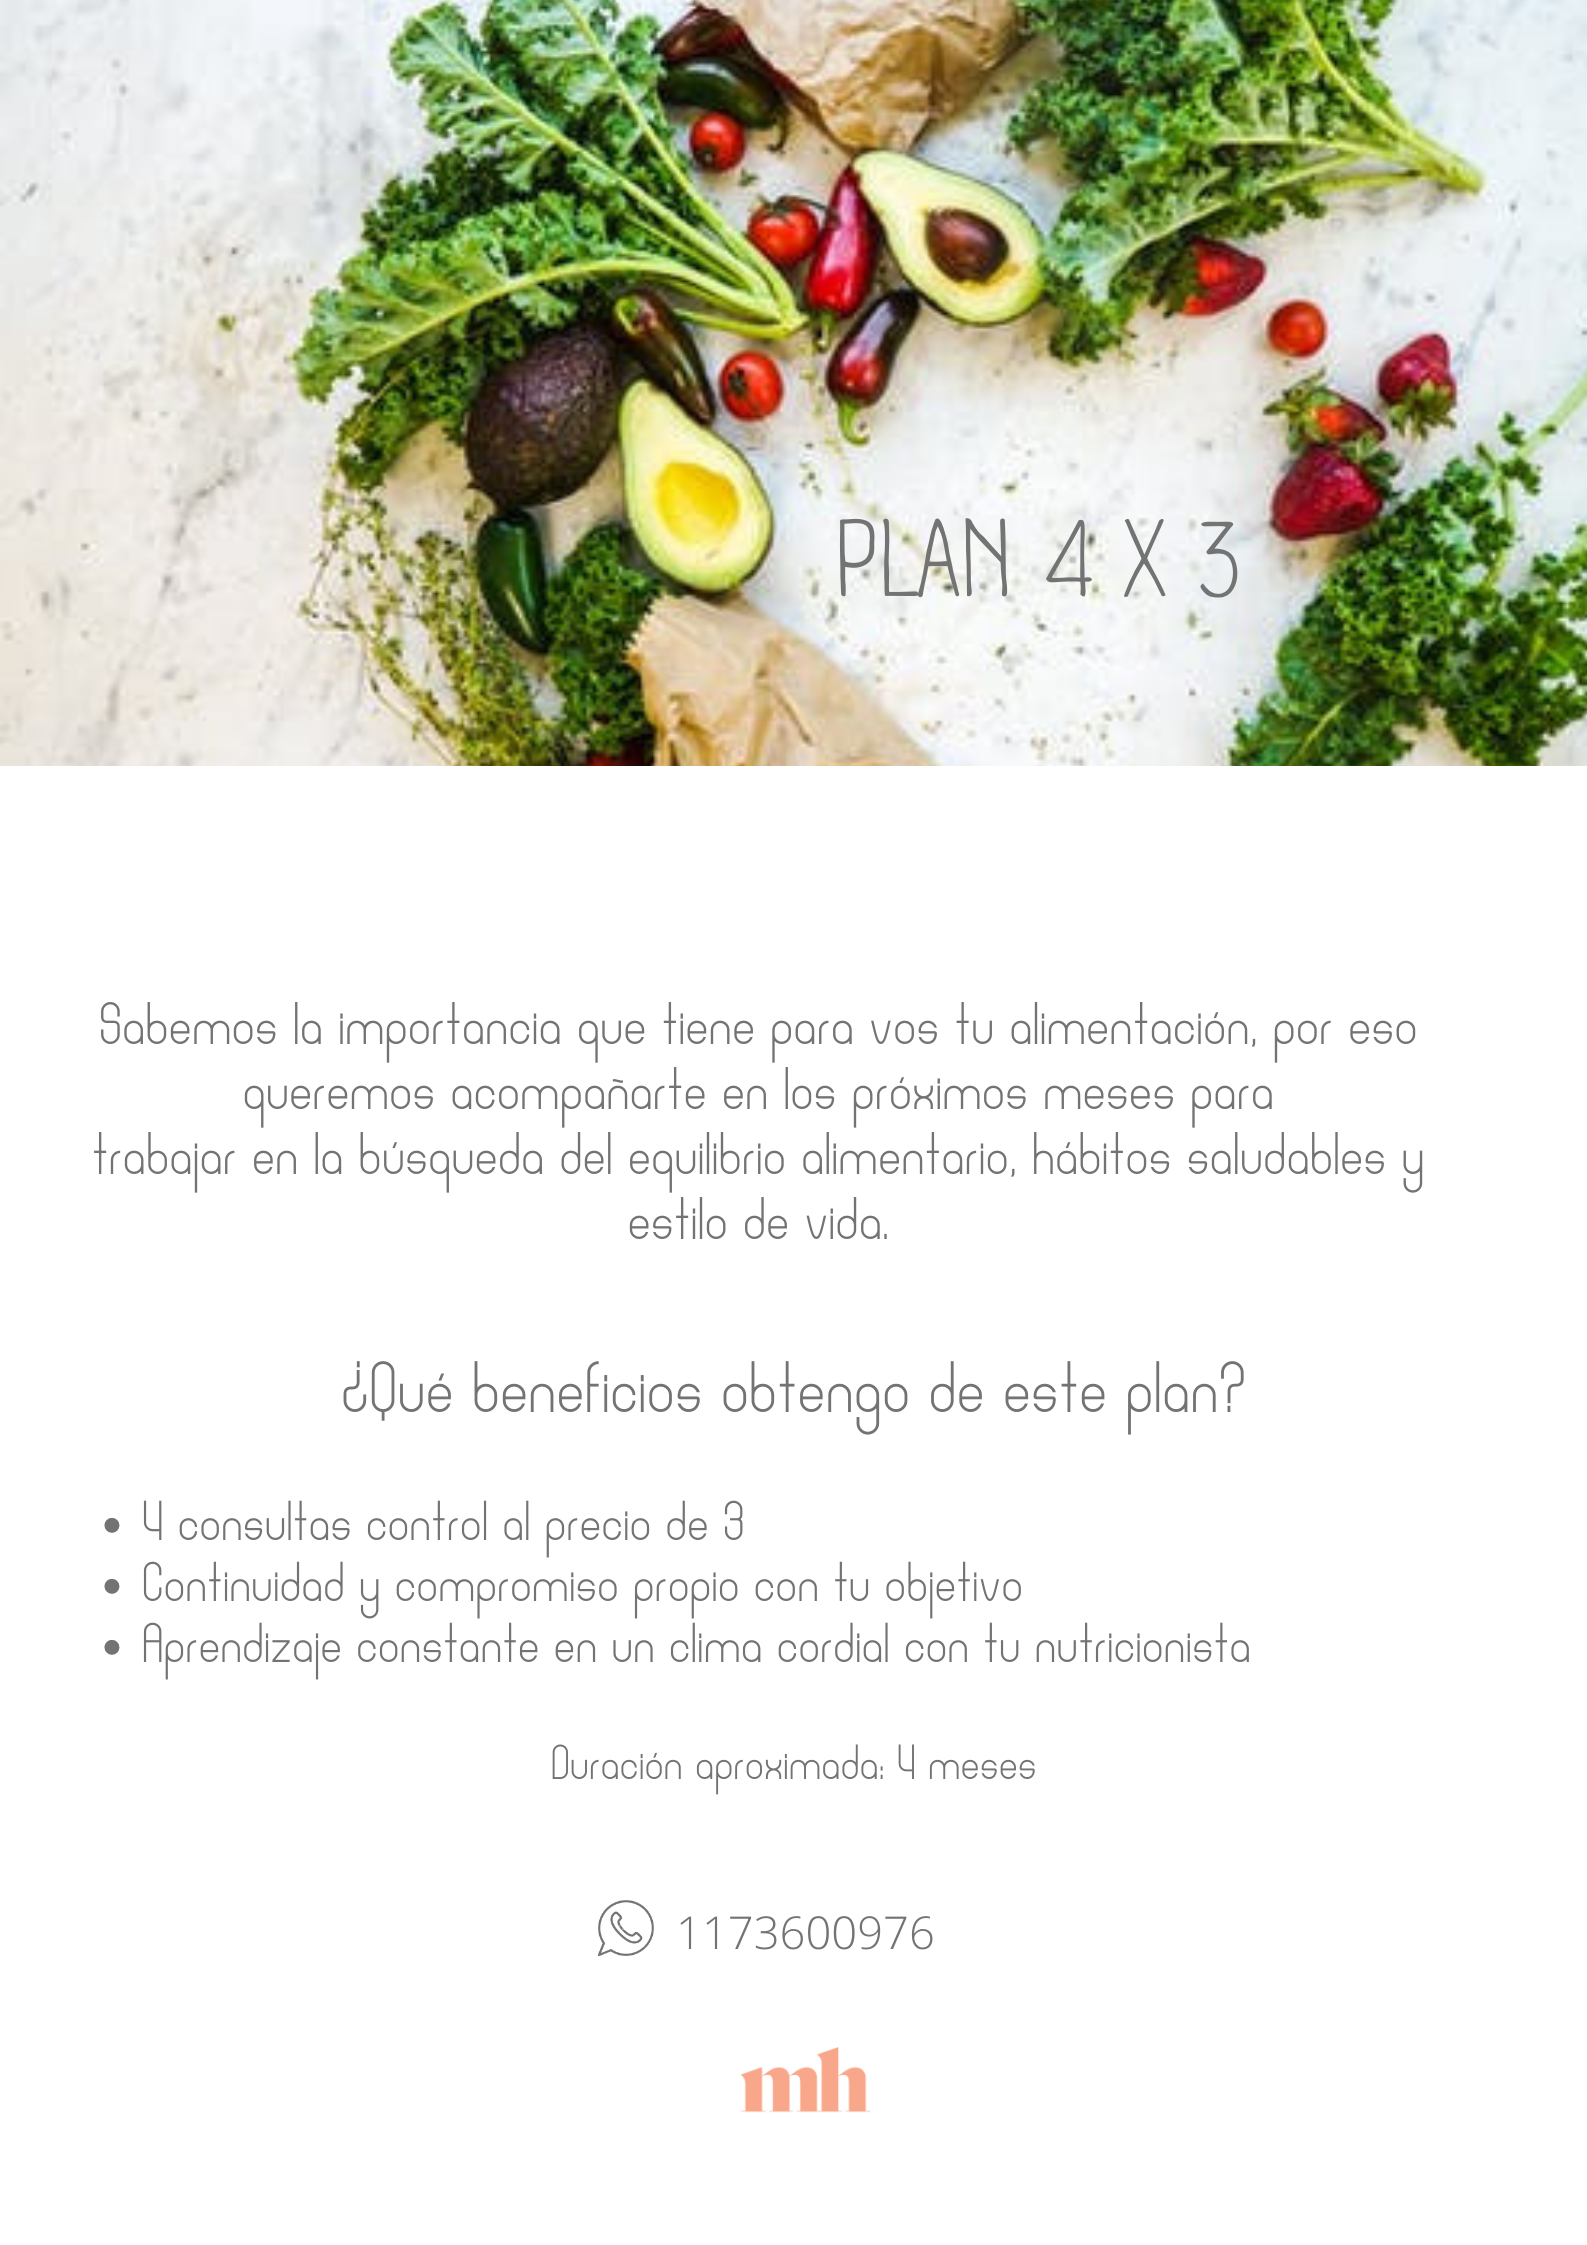 PLAN 4 X 3
Sabemos la importancia que tiene para vos tu alimentación, por eso
queremos acompañarte en los próximos meses para
trabajar en la búsqueda del equilibrio alimentario, hábitos saludables y
estilo de vida.
¿Qué beneficios obtengo de este plan?
• 4 consultas control al precio de 3
• Continuidad y compromiso propio con tu objetivo
• Aprendizaje constante en un clima cordial con tu nutricionista
Duración aproximada: 4 meses
1173600976
mh